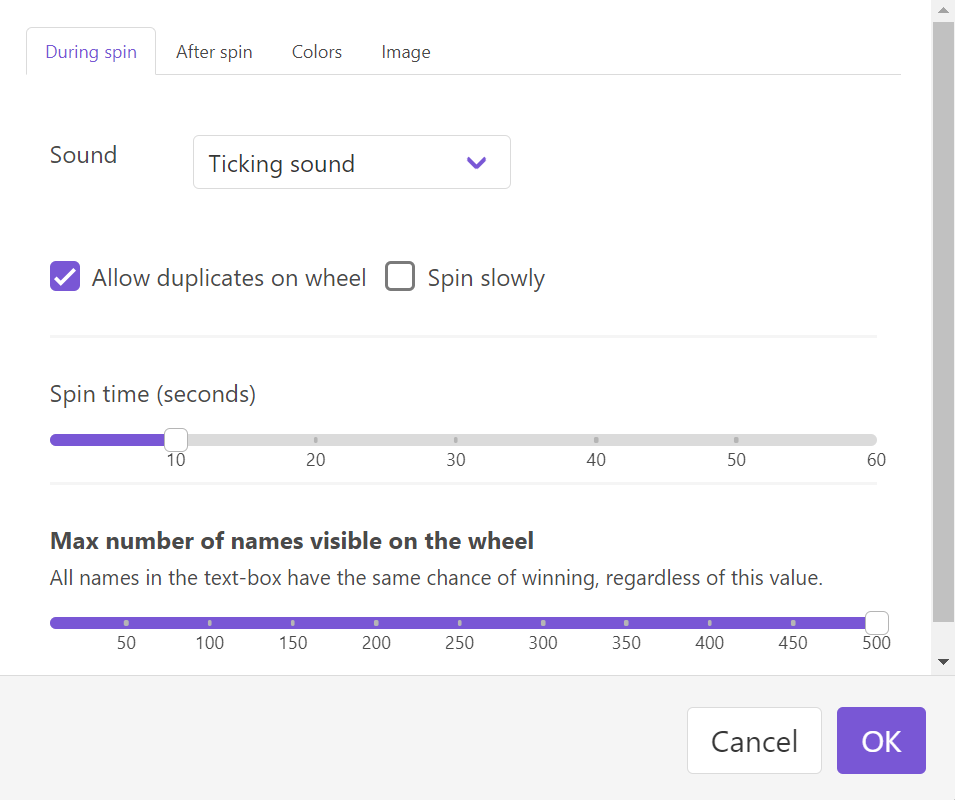 During spin After spin Colors Image
Sound Ticking sound
Allow duplicates on wheel Spin slowly
Spin time (seconds)
10 20 30 40 50 60
Max number of names visible on the wheel
All names in the text-box have the same chance of winning, regardless of this value.
50 100 150 200 250 300 350 400 450 500
Cancel OK